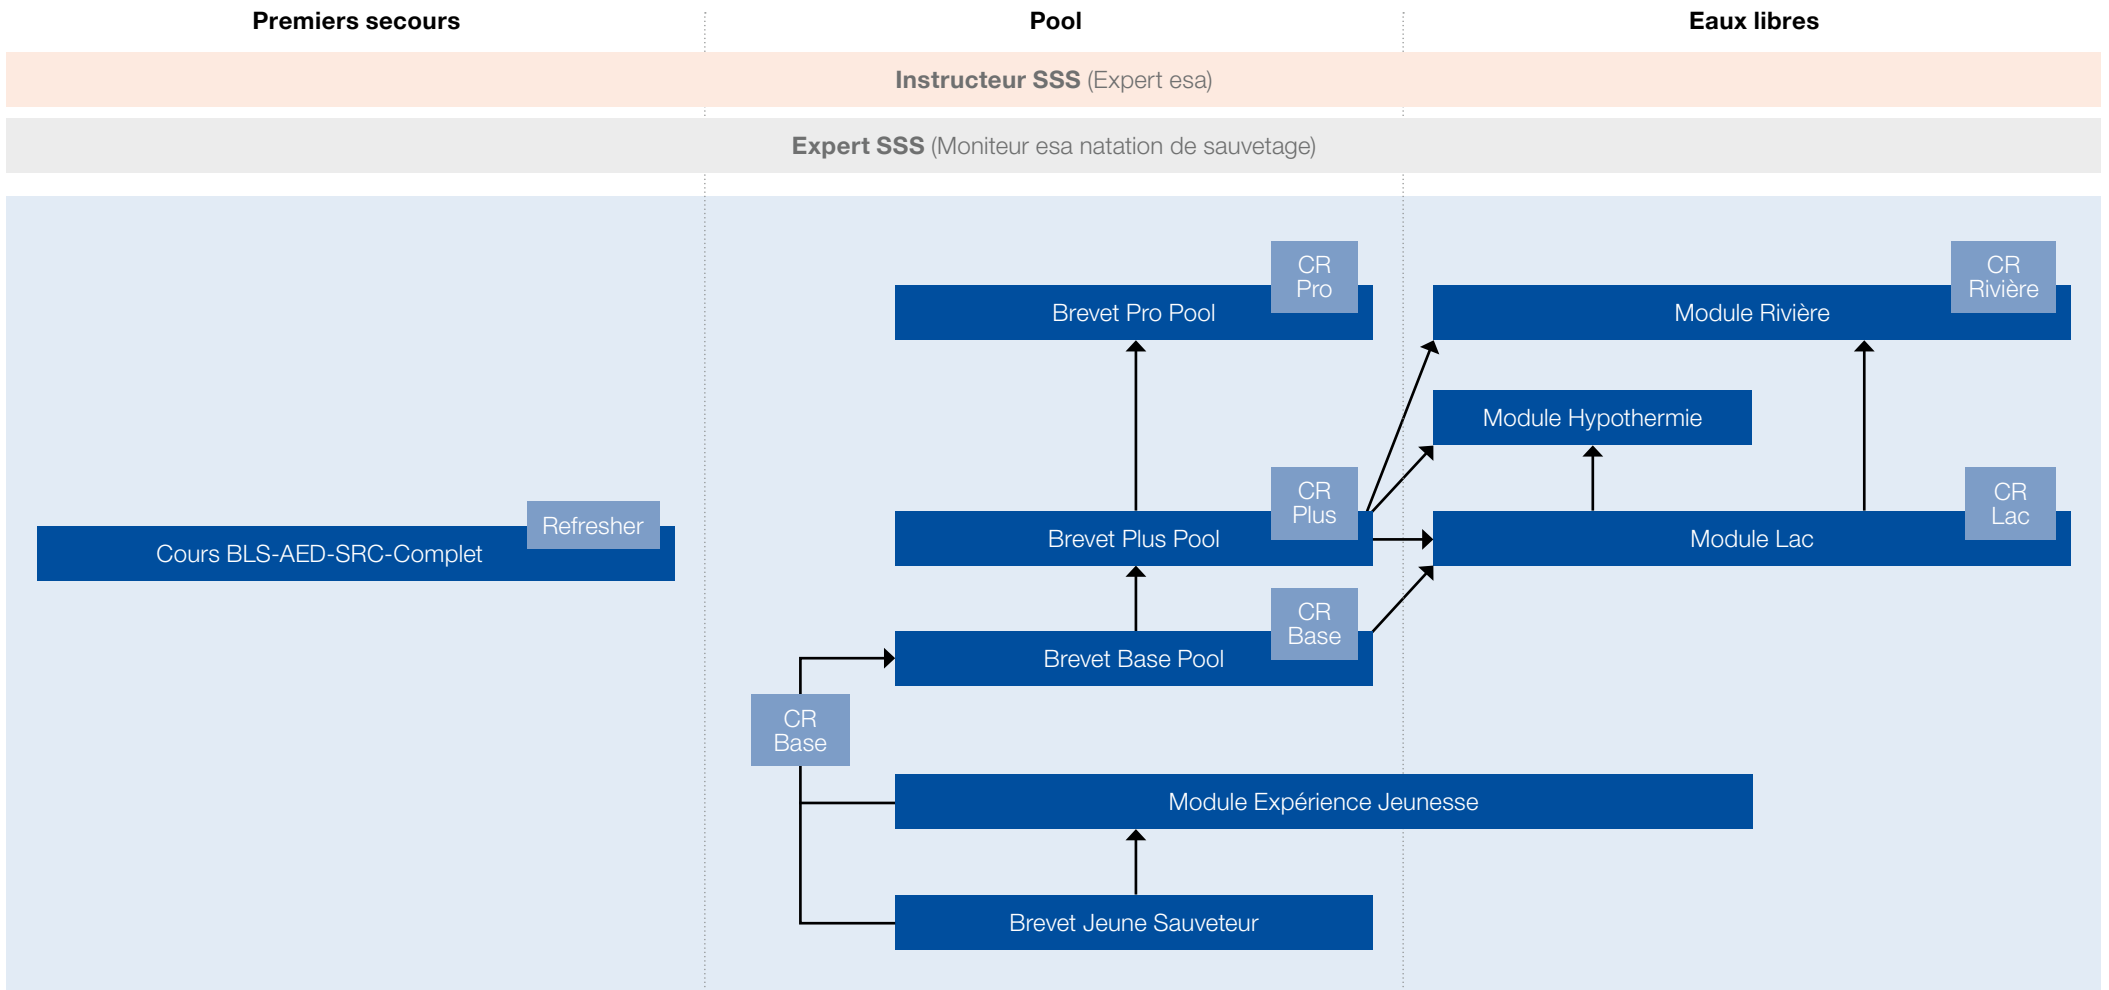 Premiers secours
Pool
Eaux libres
Instructeur SSS (Expert esa)
Expert SSS (Moniteur esa natation de sauvetage)
CR
Pro
Brevet Pro Pool
CR
Rivière
Module Rivière
Module Hypothermie
Refresher
Cours BLS-AED-SRC-Complet
CR
Plus
Brevet Plus Pool
CR
Lac
Module Lac
CR
Base
Brevet Base Pool
CR
Base
Module Expérience Jeunesse
Brevet Jeune Sauveteur